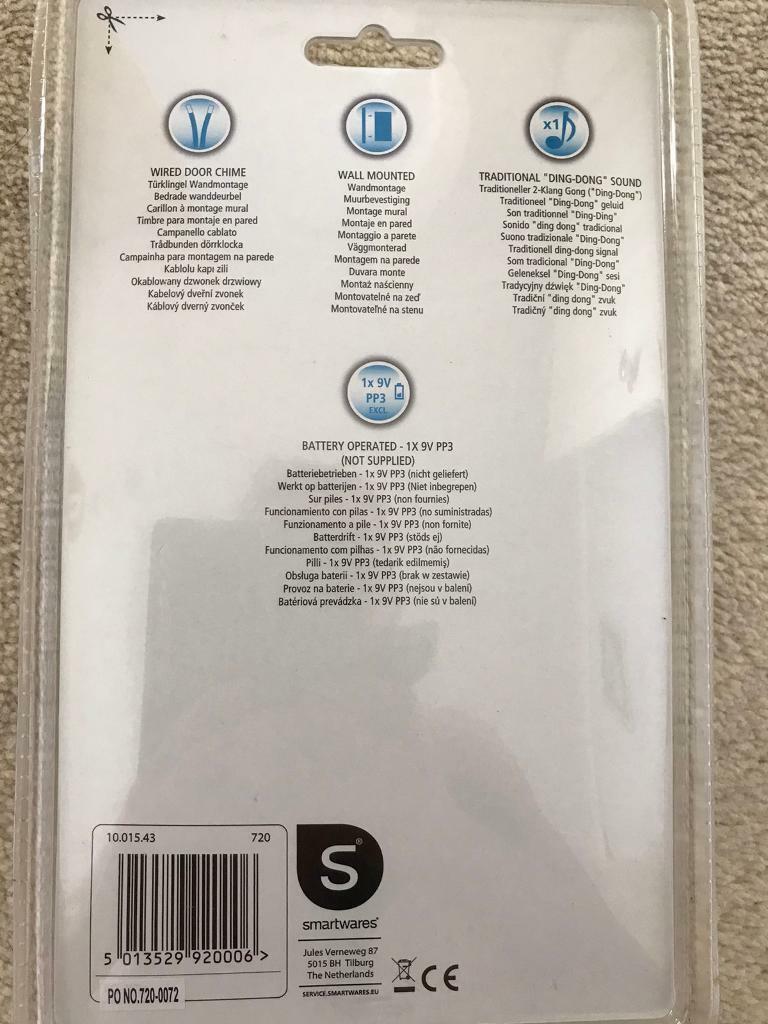 WIRED DOOR CHIME
Türklingel Wandmontage
Bedrade wanddeurbel
Carillon à montage mural
Timbre para montaje en pared
Campanello cablato
Trådbunden dörrklocka
Campainha para montagem na parede
Kablolu kapı zili
Okablowany dzwonek drzwiowy
Kabelový dveřní zvonek
Káblový dverný zvonček
WALL MOUNTED
Wandmontage
Muurbevestiging
Montage mural
Montaje en pared
Montaggio a parete
Väggmonterad
Montagem na parede
Duvara monte
Montaż naścienny
Montovatelné na zeď
Montovateľné na stenu
x1
TRADITIONAL "DING-DONG" SOUND
Traditioneller 2-Klang Gong ("Ding-Dong")
Traditioneel "Ding-Dong" geluid
Son traditionnel "Ding-Ding"
Sonido "ding dong" tradicional
Suono tradizionale "Ding-Dong"
Traditionell ding-dong signal
Som tradicional "Ding-Dong"
Geleneksel "Ding-Dong" sesi
Tradycyjny dźwięk "Ding-Dong"
Tradiční "ding dong" zvuk
Tradičný "ding dong" zvuk
1x 9V
PP3
EXCL.
BATTERY OPERATED - 1X 9V PP3
(NOT SUPPLIED)
Batteriebetrieben - 1x 9V PP3 (nicht geliefert)
Werkt op batterijen - 1x 9V PP3 (Niet inbegrepen)
Sur piles - 1x 9V PP3 (non fournies)
Funcionamiento con pilas - 1x 9V PP3 (no suministradas)
Funzionamento a pile - 1x 9V PP3 (non fornite)
Batterdrift - 1x 9V PP3 (stöds ej)
Funcionamento com pilhas - 1x 9V PP3 (não fornecidas)
Pilli - 1x 9V PP3 (tedarik edilmemiş)
Obsługa baterii - 1x 9V PP3 (brak w zestawie)
Provoz na baterie - 1x 9V PP3 (nejsou v balení)
Batériová prevádzka - 1x 9V PP3 (nie sú v balení)
10.015.43 720
5 013529 920006 >
PO NO.720-0072
S®
smartwares®
Jules Verneweg 87
5015 BH Tilburg
The Netherlands
SERVICE.SMARTWARES.EU
CE